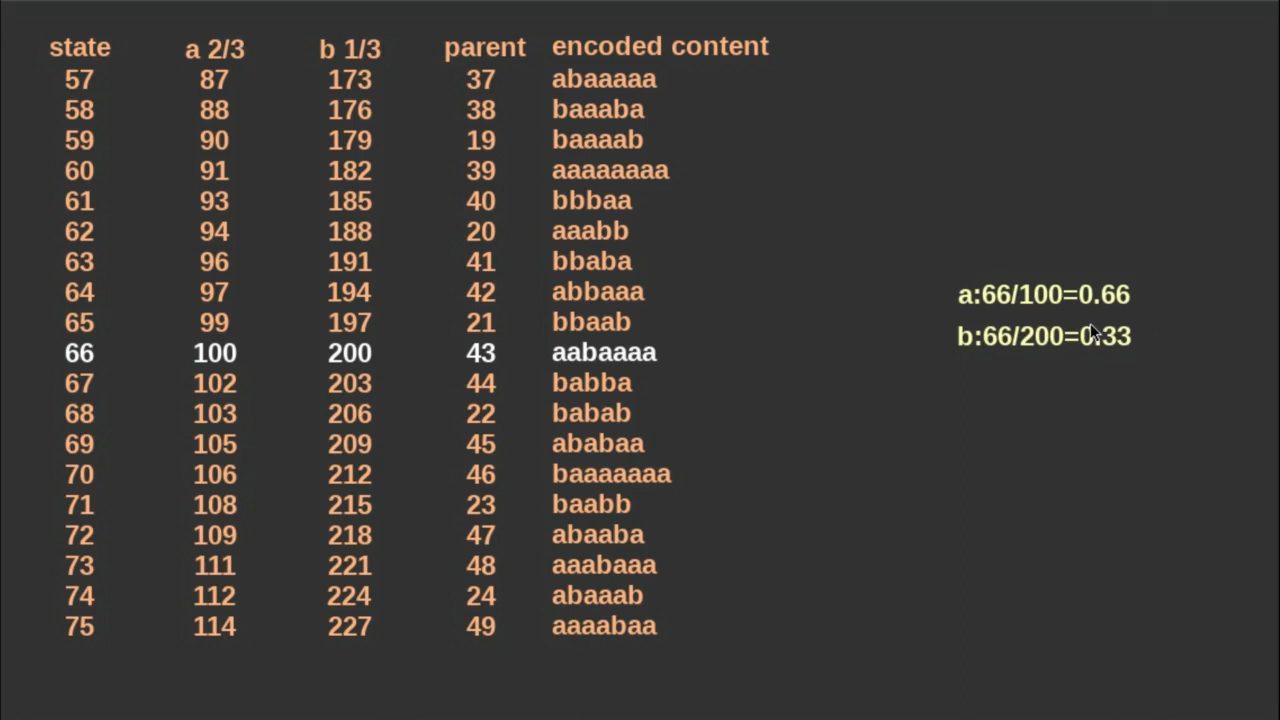 state a 2/3 b 1/3 parent encoded content
57 87 173 37 abaaaaa
58 88 176 38 baaaba
59 90 179 19 baaaab
60 91 182 39 aaaaaaaa
61 93 185 40 bbbaa
62 94 188 20 aaabb
63 96 191 41 bbaba
64 97 194 42 abbaaa
65 99 197 21 bbaab
66 100 200 43 aabaaaa
67 102 203 44 babba
68 103 206 22 babab
69 105 209 45 ababaa
70 106 212 46 baaaaaaa
71 108 215 23 baabb
72 109 218 47 abaaba
73 111 221 48 aaabaaa
74 112 224 24 abaaab
75 114 227 49 aaaabaa
a:66/100=0.66
b:66/200=0.33